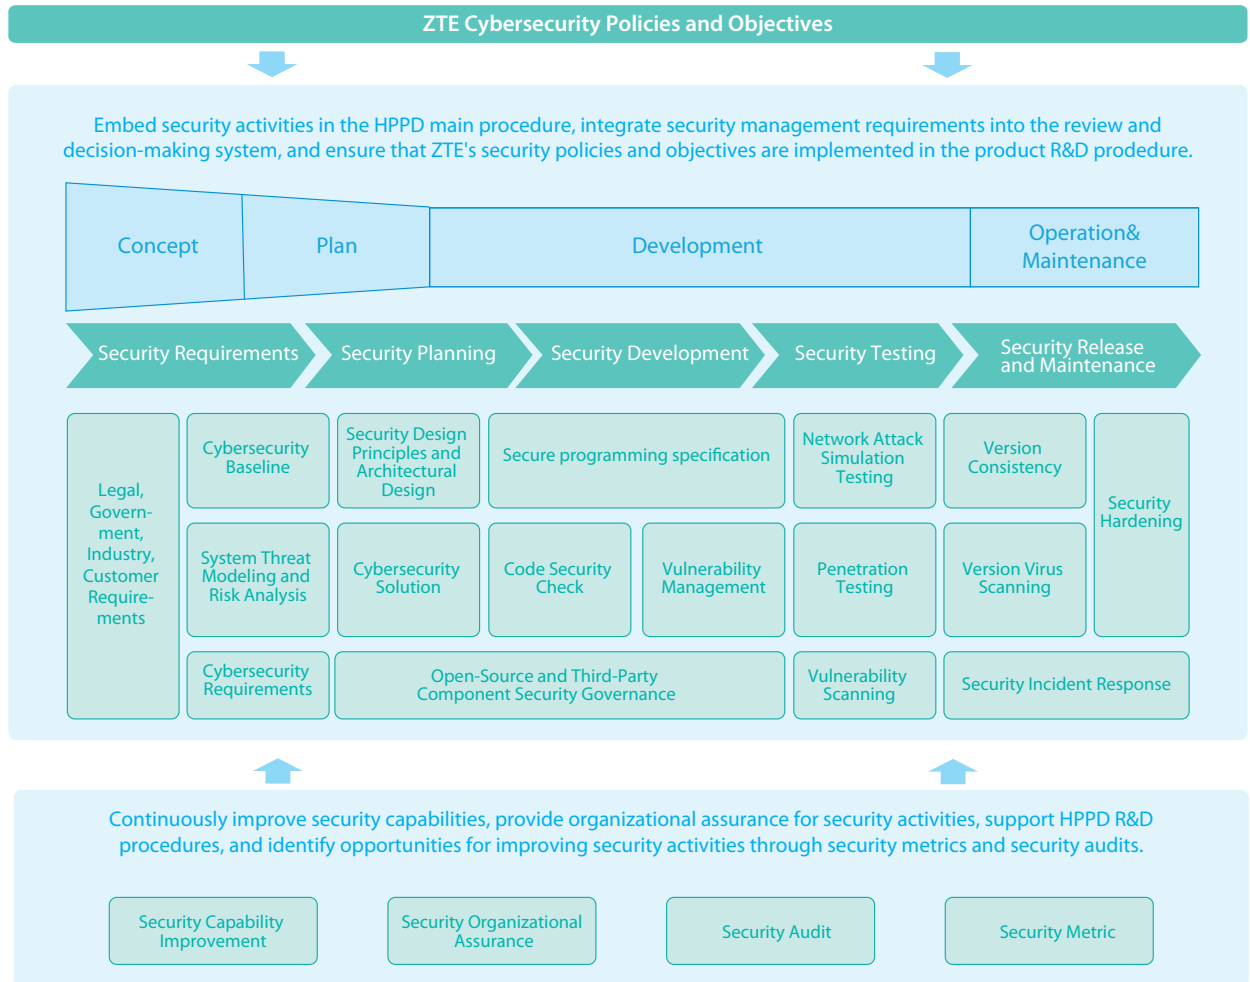 ZTE Cybersecurity Policies and Objectives
Embed security activities in the HPPD main procedure, integrate security management requirements into the review and
decision-making system, and ensure that ZTE's security policies and objectives are implemented in the product R&D prodedure.
Concept
Plan
Development
Operation&
Maintenance
Security Requirements
Security Planning
Security Development
Security Testing
Security Release
and Maintenance
Legal,
Govern-
ment,
Industry,
Customer
Require-
ments
Cybersecurity
Baseline
Security Design
Principles and
Architectural
Design
Secure programming specification
Network Attack
Simulation
Testing
Version
Consistency
Security
Hardening
System Threat
Modeling and
Risk Analysis
Cybersecurity
Solution
Code Security
Check
Vulnerability
Management
Penetration
Testing
Version Virus
Scanning
Cybersecurity
Requirements
Open-Source and Third-Party
Component Security Governance
Vulnerability
Scanning
Security Incident Response
Continuously improve security capabilities, provide organizational assurance for security activities, support HPPD R&D
procedures, and identify opportunities for improving security activities through security metrics and security audits.
Security Capability
Improvement
Security Organizational
Assurance
Security Audit
Security Metric